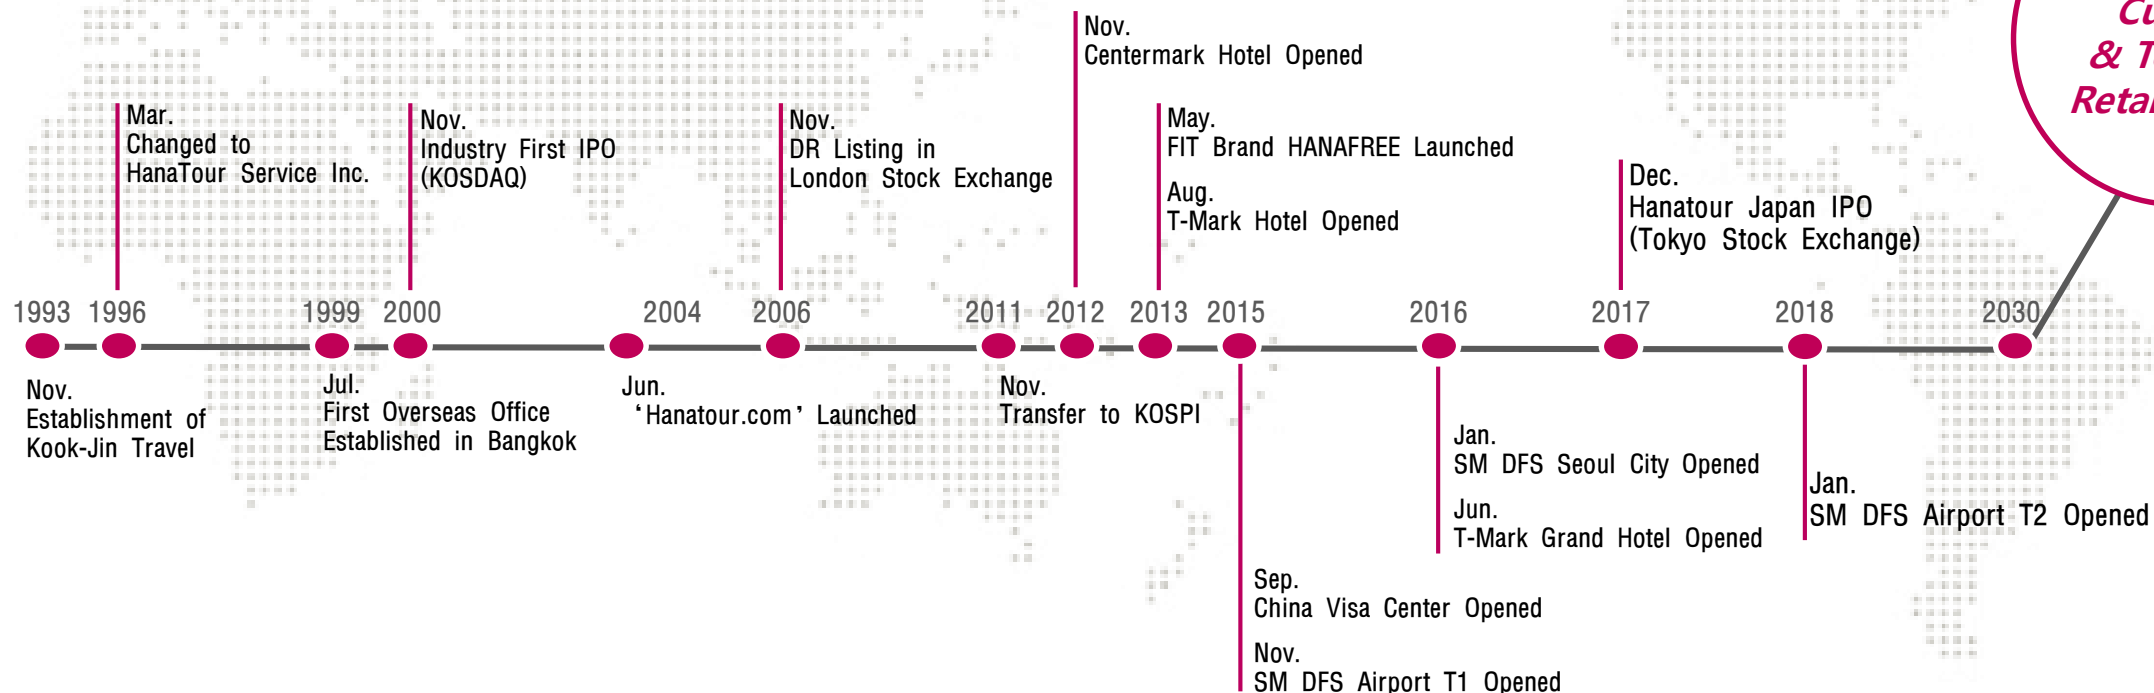 Nov.
Centermark Hotel Opened
& T
Mar.
Changed to
HanaTour Service Inc.
Nov.
Industry First IPO
(KOSDAQ)
Nov.
DR Listing in
London Stock Exchange
May.
FIT Brand HANAFREE Launched
Aug.
T-Mark Hotel Opened
Dec.
Hanatour Japan IPO
(Tokyo Stock Exchange)
1993 1996 1999 2000 2004 2006 2011 2012 2013 2015 2016 2017 2018 2030
Nov.
Establishment of
Kook-Jin Travel
Jul.
First Overseas Office
Established in Bangkok
Jun.
‘Hanatour.com’ Launched
Nov.
Transfer to KOSPI
Sep.
China Visa Center Opened
Nov.
SM DFS Airport T1 Opened
Jan.
SM DFS Seoul City Opened
Jun.
T-Mark Grand Hotel Opened
Jan.
SM DFS Airport T2 Opened